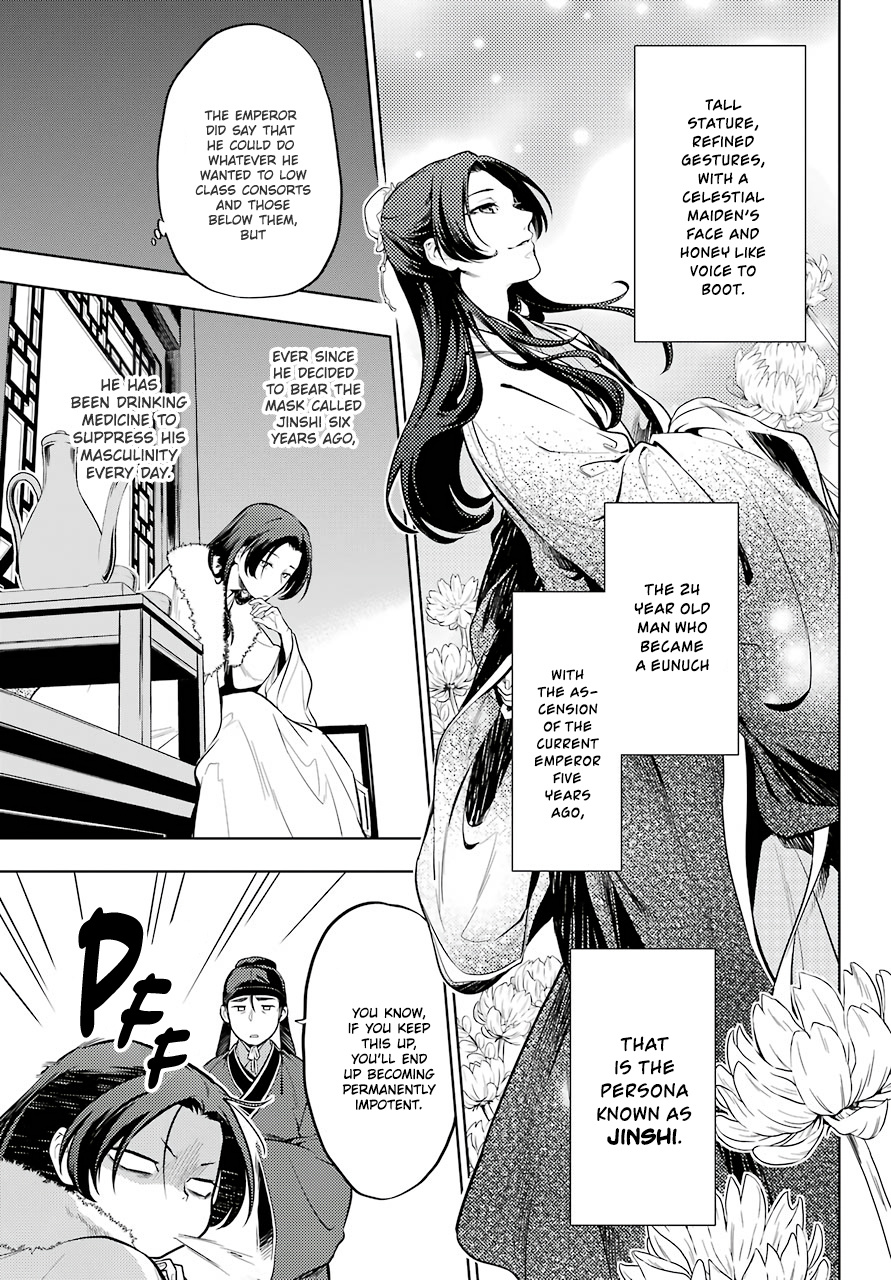 TALL
STATURE,
REFINED
GESTURES,
WITH A
CELESTIAL
MAIDEN'S
FACE AND
HONEY LIKE
VOICE TO
BOOT.
THE 24
YEAR OLD
MAN WHO
BECAME
A EUNUCH
WITH
THE AS-
CENSION
OF THE
CURRENT
EMPEROR
FIVE
YEARS
AGO,
THAT
IS THE
PERSONA
KNOWN AS
JINSHI.
THE EMPEROR
DID SAY THAT
HE COULD DO
WHATEVER HE
WANTED TO LOW
CLASS CONSORTS
AND THOSE
BELOW THEM,
BUT
EVER SINCE
HE DECIDED
TO BEAR THE
MASK CALLED
JINSHI SIX
YEARS AGO,
HE HAS
BEEN DRINKING
MEDICINE TO
SUPPRESS HIS
MASCULINITY
EVERY DAY.
YOU KNOW,
IF YOU KEEP
THIS UP,
YOU'LL END
UP BECOMING
PERMANENTLY
IMPOTENT.
PFF